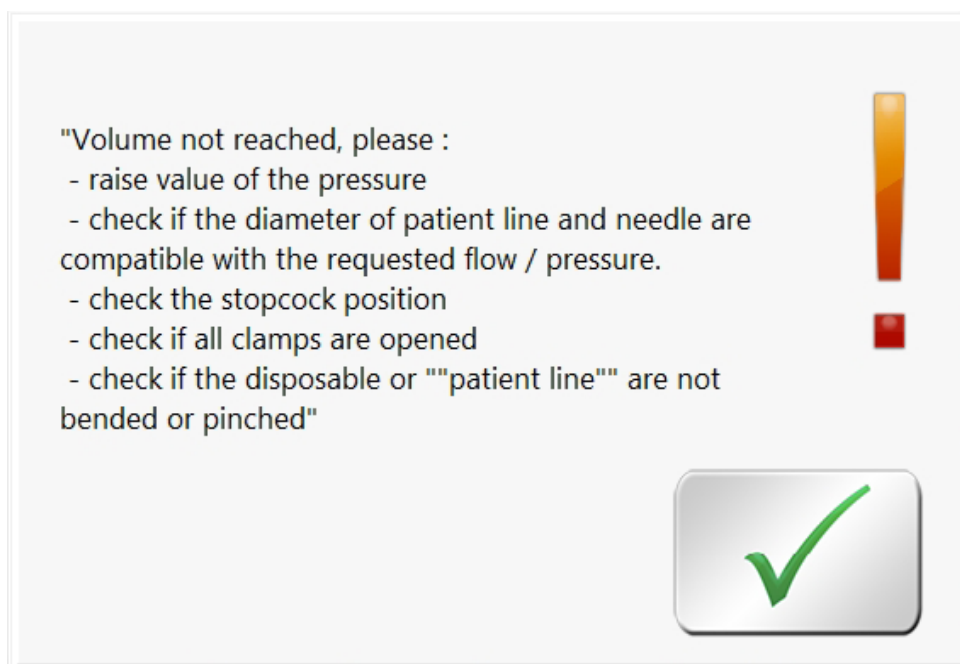 "Volume not reached, please :
- raise value of the pressure
- check if the diameter of patient line and needle are
compatible with the requested flow / pressure.
- check the stopcock position
- check if all clamps are opened
- check if the disposable or ""patient line"" are not
bended or pinched"